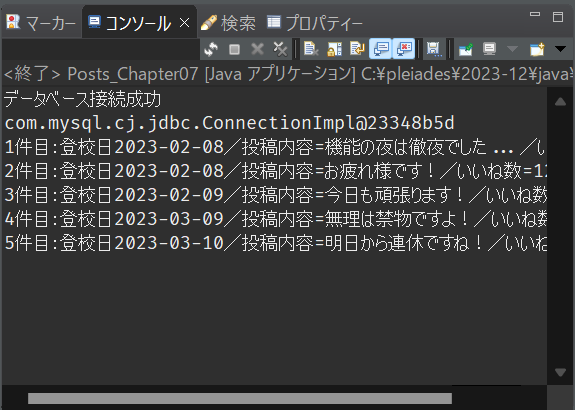 マーカー コンソール × 検索 プロパティー
<終了> Posts_Chapter07 [Java アプリケーション] C:¥pleiades¥2023-12¥java¥
データベース接続成功
com.mysql.cj.jdbc.ConnectionImpl@23348b5d
1件目:登校日2023-02-08／投稿内容=機能の夜は徹夜でした...／い
2件目:登校日2023-02-08／投稿内容=お疲れ様です！／いいね数=12
3件目:登校日2023-02-09／投稿内容=今日も頑張ります！／いいね数
4件目:登校日2023-03-09／投稿内容=無理は禁物ですよ！／いいね数
5件目:登校日2023-03-10／投稿内容=明日から連休ですね！／いいね